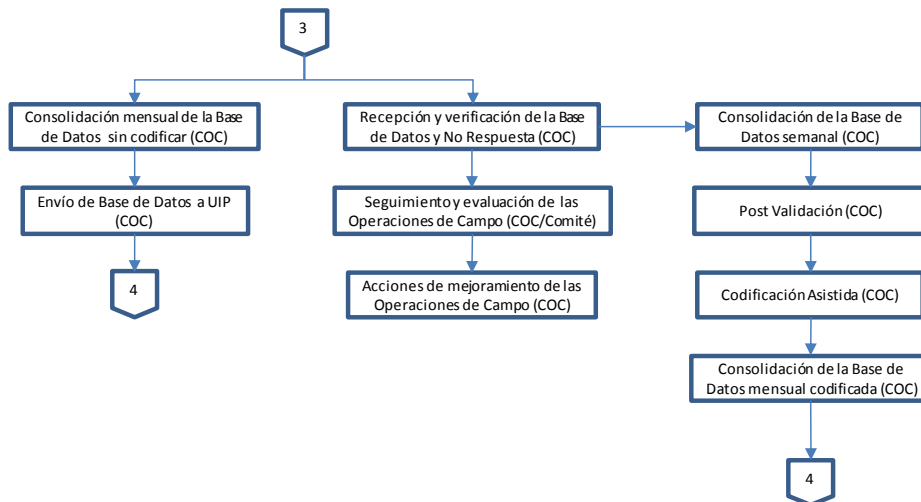 3
Consolidación mensual de la Base
de Datos sin codificar (COC)
Recepción y verificación de la Base
de Datos y No Respuesta (COC)
Consolidación de la Base de
Datos semanal (COC)
Envío de Base de Datos a UIP
(COC)
Seguimiento y evaluación de las
Operaciones de Campo (COC/Comité)
Post Validación (COC)
4
Acciones de mejoramiento de las
Operaciones de Campo (COC)
Codificación Asistida (COC)
Consolidación de la Base de
Datos mensual codificada (COC)
4